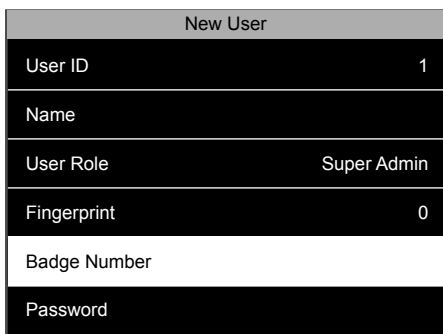 New User
User ID 1
Name
User Role Super Admin
Fingerprint 0
Badge Number
Password